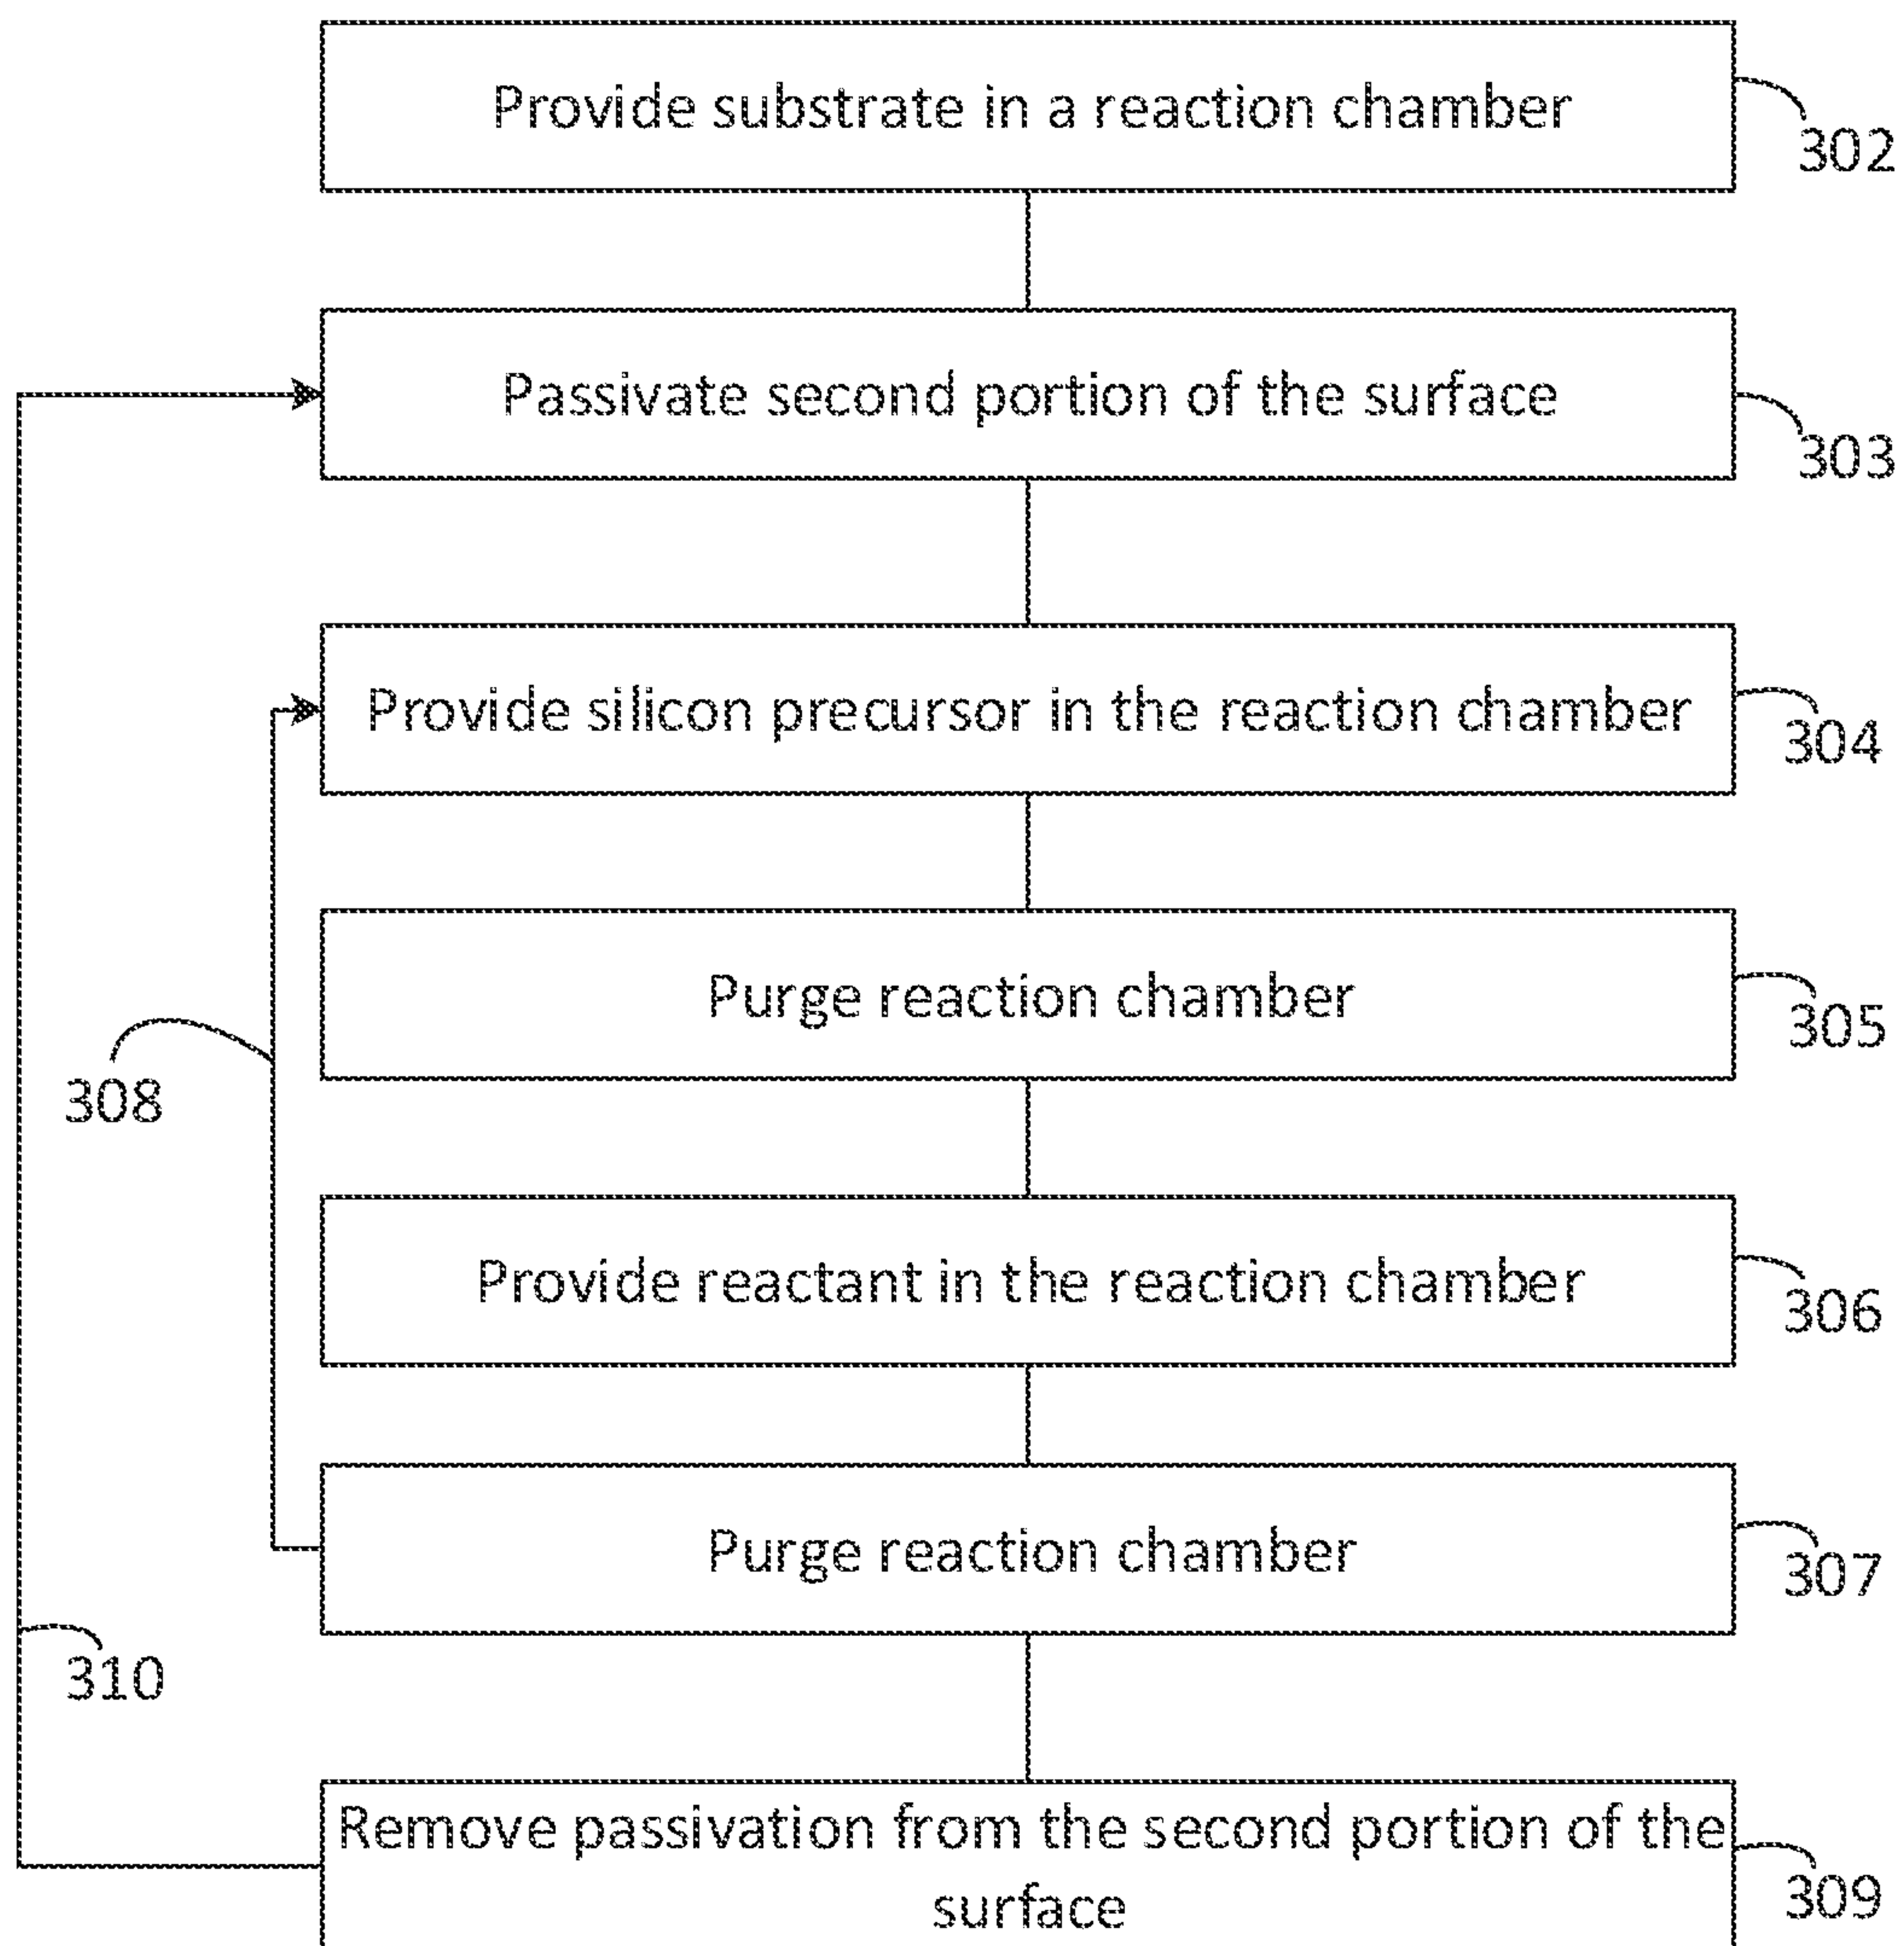 Provide substrate in a reaction chamber
302
Passivate second portion of the surface
303
Provide silicon precursor in the reaction chamber
304
Purge reaction chamber
305
308
Provide reactant in the reaction chamber
306
Purge reaction chamber
307
310
Remove passivation from the second portion of the
surface
309